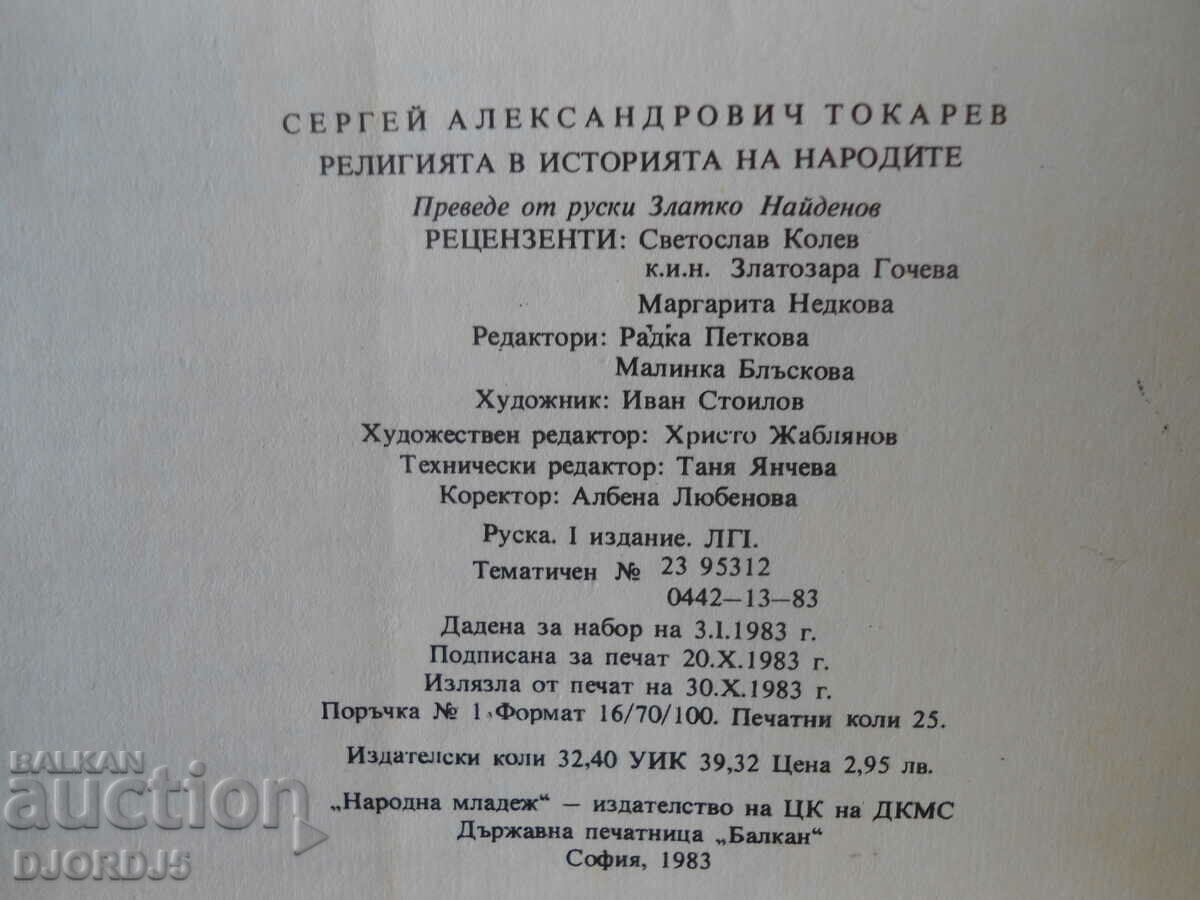 СЕРГЕЙ АЛЕКСАНДРОВИЧ ТОКАРЕВ
РЕЛИГИЯТА В ИСТОРИЯТА НА НАРОДИТЕ
Преведе от руски Златко Найденов
РЕЦЕНЗЕНТИ: Светослав Колев
к.и.н. Златозара Гочева
Маргарита Недкова
Редактори: Радка Петкова
Малинка Блъскова
Художник: Иван Стоилов
Художествен редактор: Христо Жаблянов
Технически редактор: Таня Янчева
Коректор: Албена Любенова
Руска. I издание. ЛГI.
Тематичен № 23 95312
0442—13—83
Дадена за набор на 3.I.1983 г.
Подписана за печат 20.X.1983 г.
Излязла от печат на 30.X.1983 г.
Поръчка № 1. Формат 16/70/100. Печатни коли 25.
Издателски коли 32,40 УИК 39,32 Цена 2,95 лв.
„Народна младеж“ — издателство на ЦК на ДКМС
Държавна печатница „Балкан“
София, 1983
BALKAN
auction
DJORDJ5